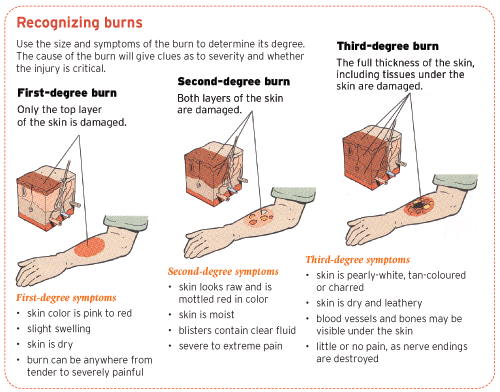 Recognizing burns
Use the size and symptoms of the burn to determine its degree.
The cause of the burn will give clues as to severity and whether
the injury is critical.
First-degree burn
Only the top layer
of the skin is damaged.
Second-degree burn
Both layers of the skin
are damaged.
Third-degree burn
The full thickness of the skin,
including tissues under the
skin are damaged.
First-degree symptoms
• skin color is pink to red
• slight swelling
• skin is dry
• burn can be anywhere from
tender to severely painful
Second-degree symptoms
• skin looks raw and is
mottled red in color
• skin is moist
• blisters contain clear fluid
• severe to extreme pain
Third-degree symptoms
• skin is pearly-white, tan-coloured
or charred
• skin is dry and leathery
• blood vessels and bones may be
visible under the skin
• little or no pain, as nerve endings
are destroyed